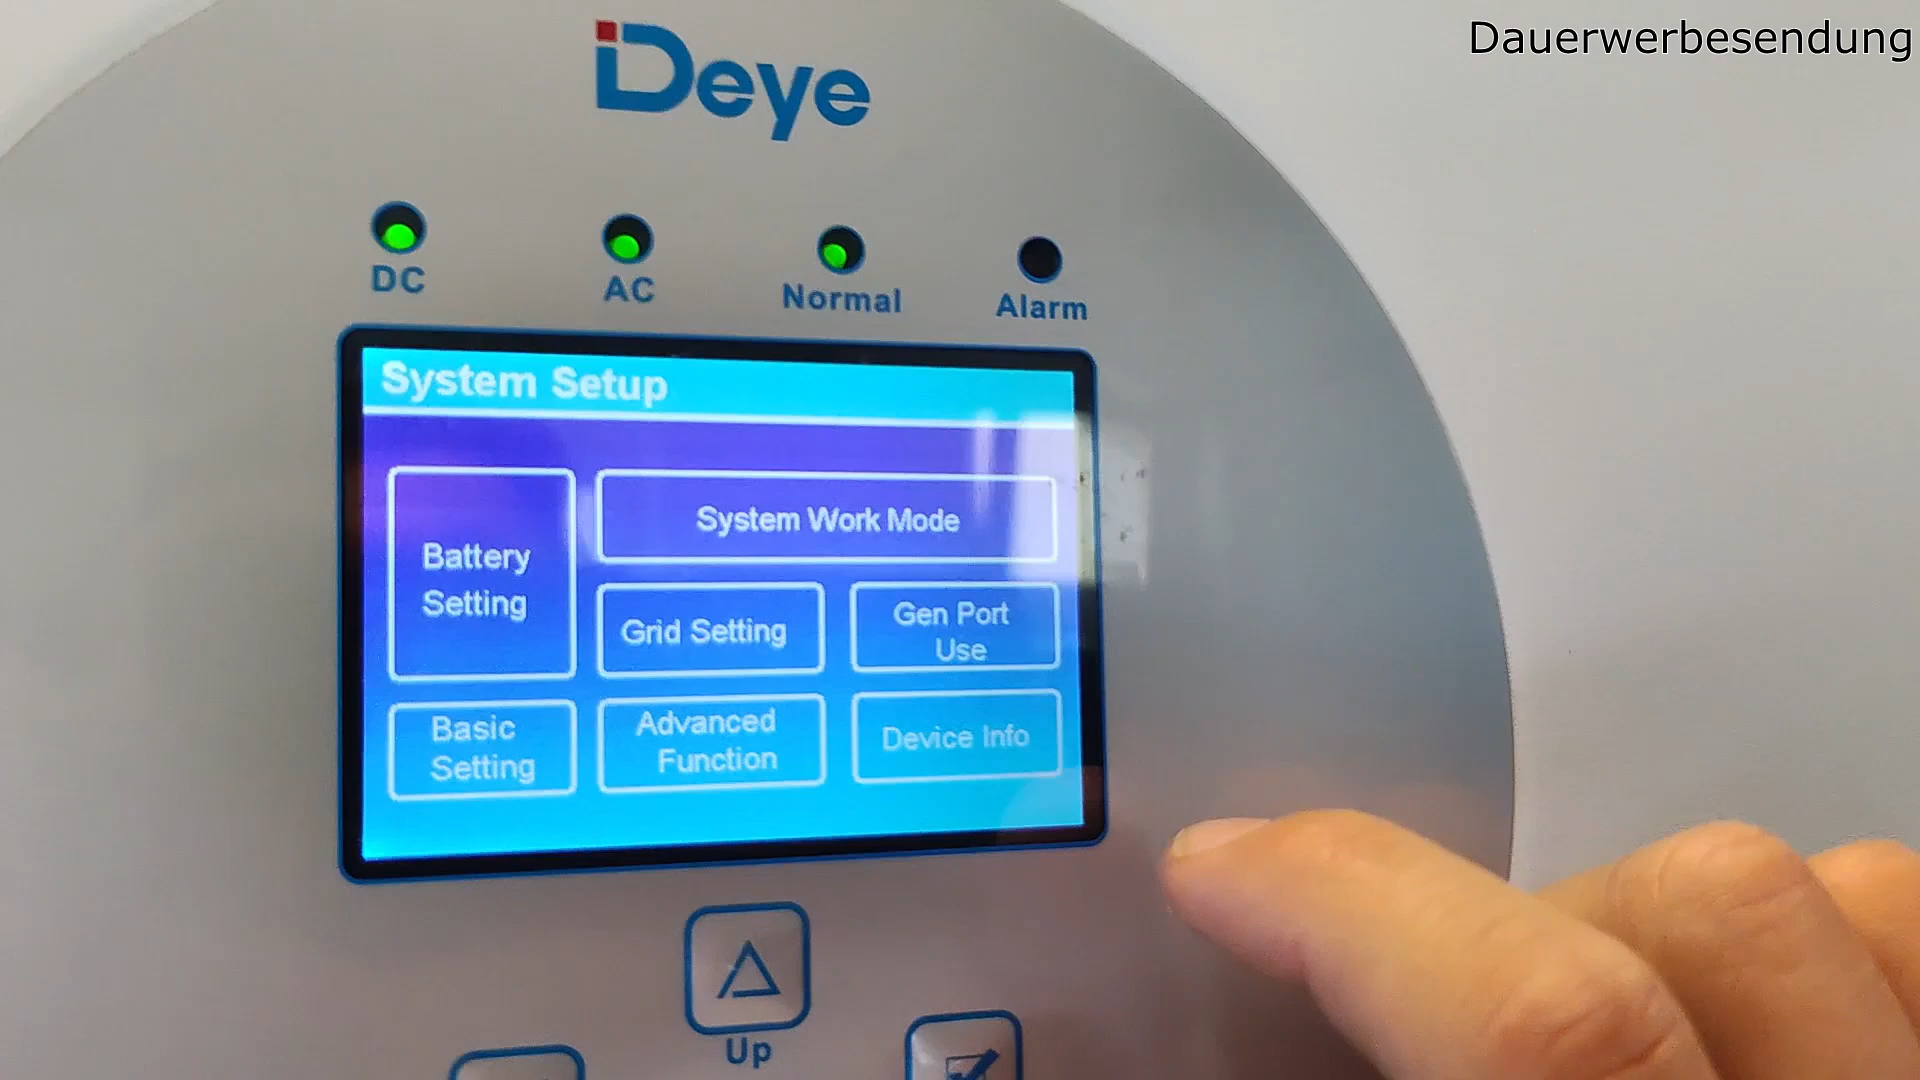 Dauerwerbesendung
Deye
DC
AC
Normal
Alarm
System Setup
Battery
Setting
System Work Mode
Grid Setting
Gen Port
Use
Basic
Setting
Advanced
Function
Device Info
Up